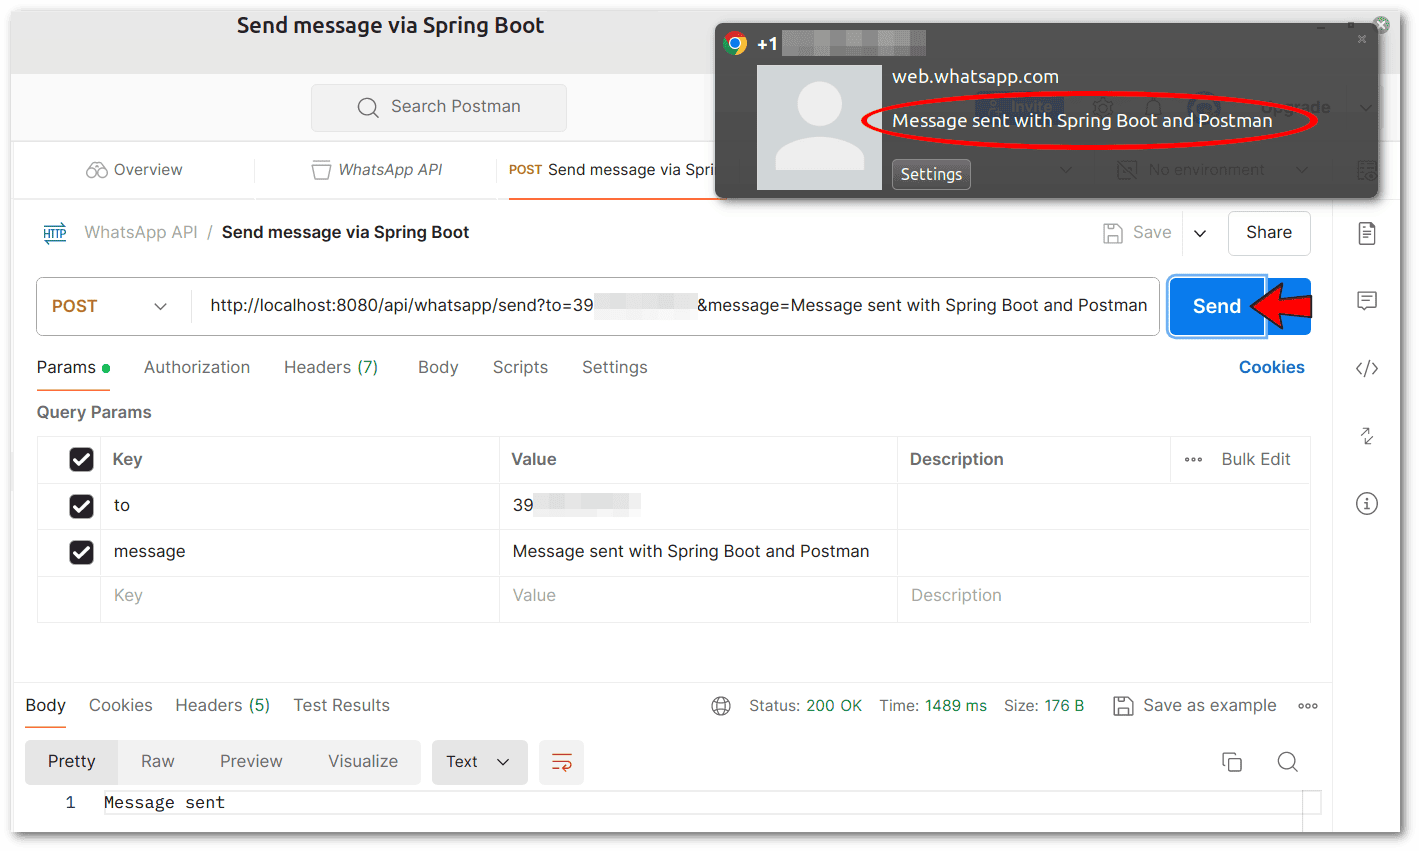 Send message via Spring Boot
+1
web.whatsapp.com
Message sent with Spring Boot and Postman
Settings
Search Postman
Invite
Upgrade
Overview
WhatsApp API
POST Send message via Spri
No environment
HTTP
WhatsApp API / Send message via Spring Boot
Save
Share
POST
http://localhost:8080/api/whatsapp/send?to=39
&message=Message sent with Spring Boot and Postman
Send
Params
Authorization
Headers (7)
Body
Scripts
Settings
Cookies
Query Params
Key
Value
Description
Bulk Edit
to
39
message
Message sent with Spring Boot and Postman
Key
Value
Description
Body
Cookies
Headers (5)
Test Results
Status: 200 OK
Time: 1489 ms
Size: 176 B
Save as example
Pretty
Raw
Preview
Visualize
Text
1
Message sent